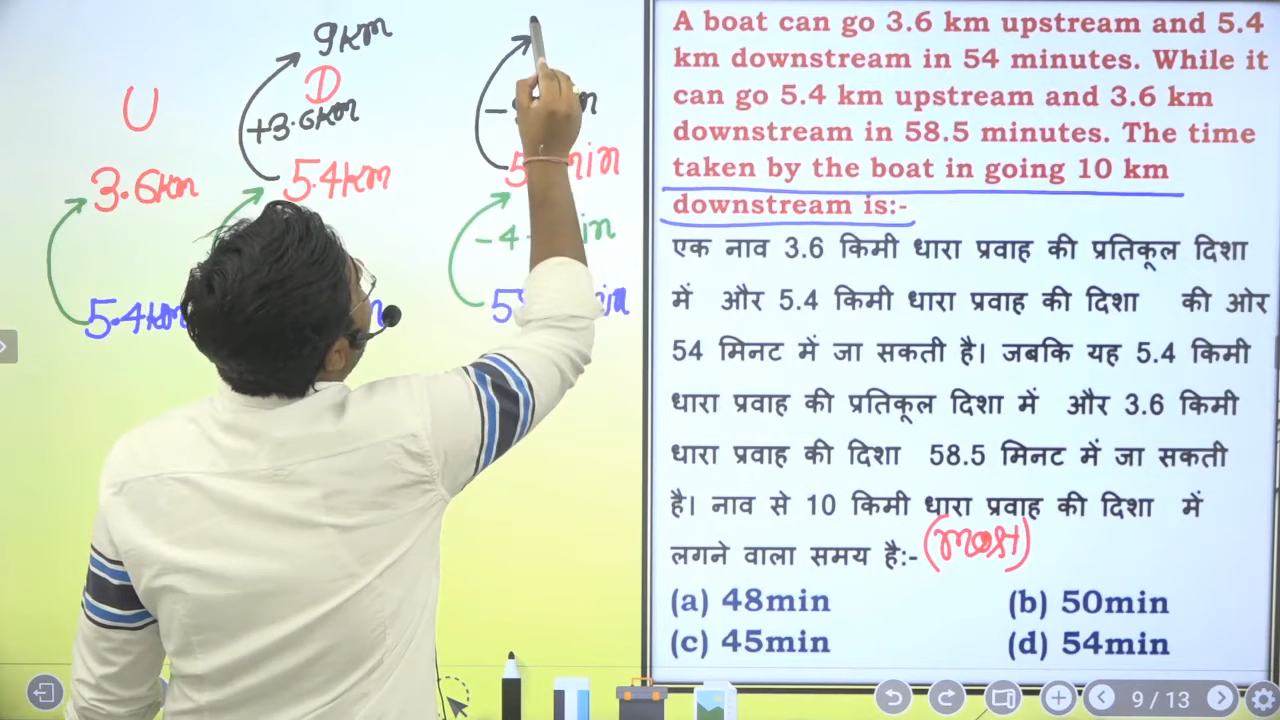 9km
U
D
+3.6km
3.6km
5.4km
-4
5.4km
A boat can go 3.6 km upstream and 5.4
km downstream in 54 minutes. While it
can go 5.4 km upstream and 3.6 km
downstream in 58.5 minutes. The time
taken by the boat in going 10 km
downstream is:-
एक नाव 3.6 किमी धारा प्रवाह की प्रतिकूल दिशा
में और 5.4 किमी धारा प्रवाह की दिशा की ओर
54 मिनट में जा सकती है। जबकि यह 5.4 किमी
धारा प्रवाह की प्रतिकूल दिशा में और 3.6 किमी
धारा प्रवाह की दिशा 58.5 मिनट में जा सकती
है। नाव से 10 किमी धारा प्रवाह की दिशा में
लगने वाला समय है:-
(a) 48min (b) 50min
(c) 45min (d) 54min
9 / 13